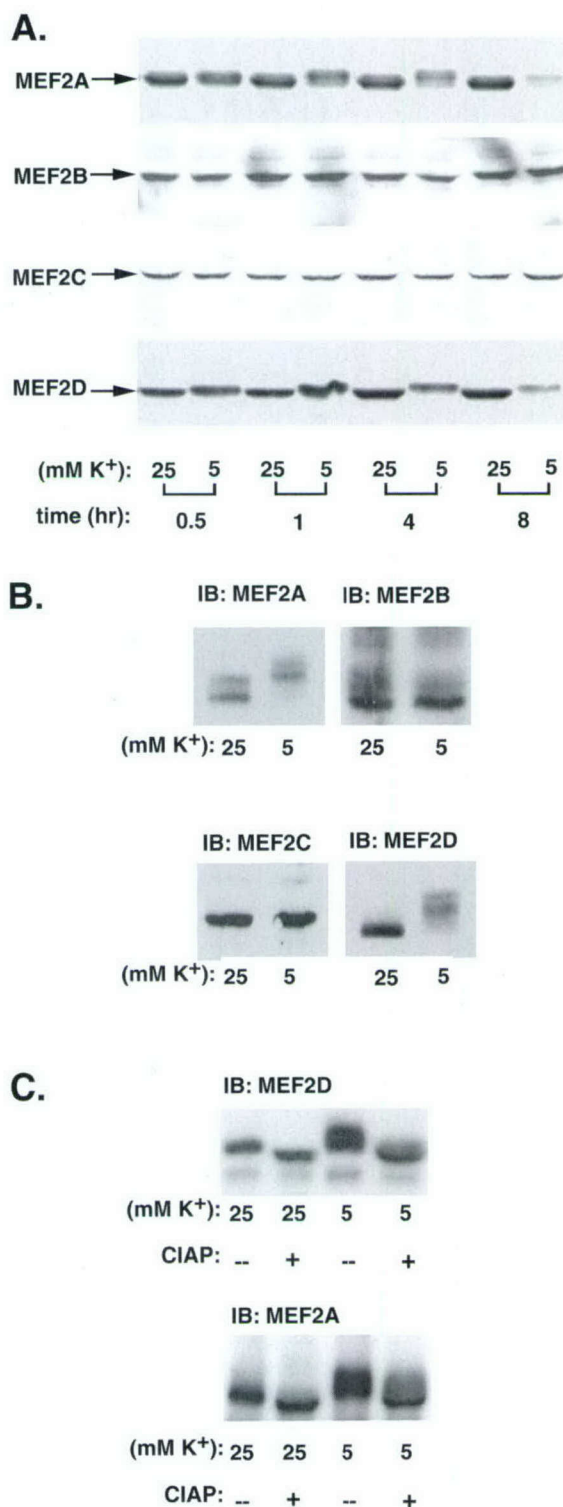 A.
MEF2A
MEF2B
MEF2C
MEF2D
(mM K+): 25 5 25 5 25 5 25 5
time (hr): 0.5 1 4 8
B.
IB: MEF2A IB: MEF2B
(mM K+): 25 5 25 5
IB: MEF2C IB: MEF2D
(mM K+): 25 5 25 5
C.
IB: MEF2D
(mM K+): 25 25 5 5
CIAP: -- + -- +
IB: MEF2A
(mM K+): 25 25 5 5
CIAP: -- + -- +